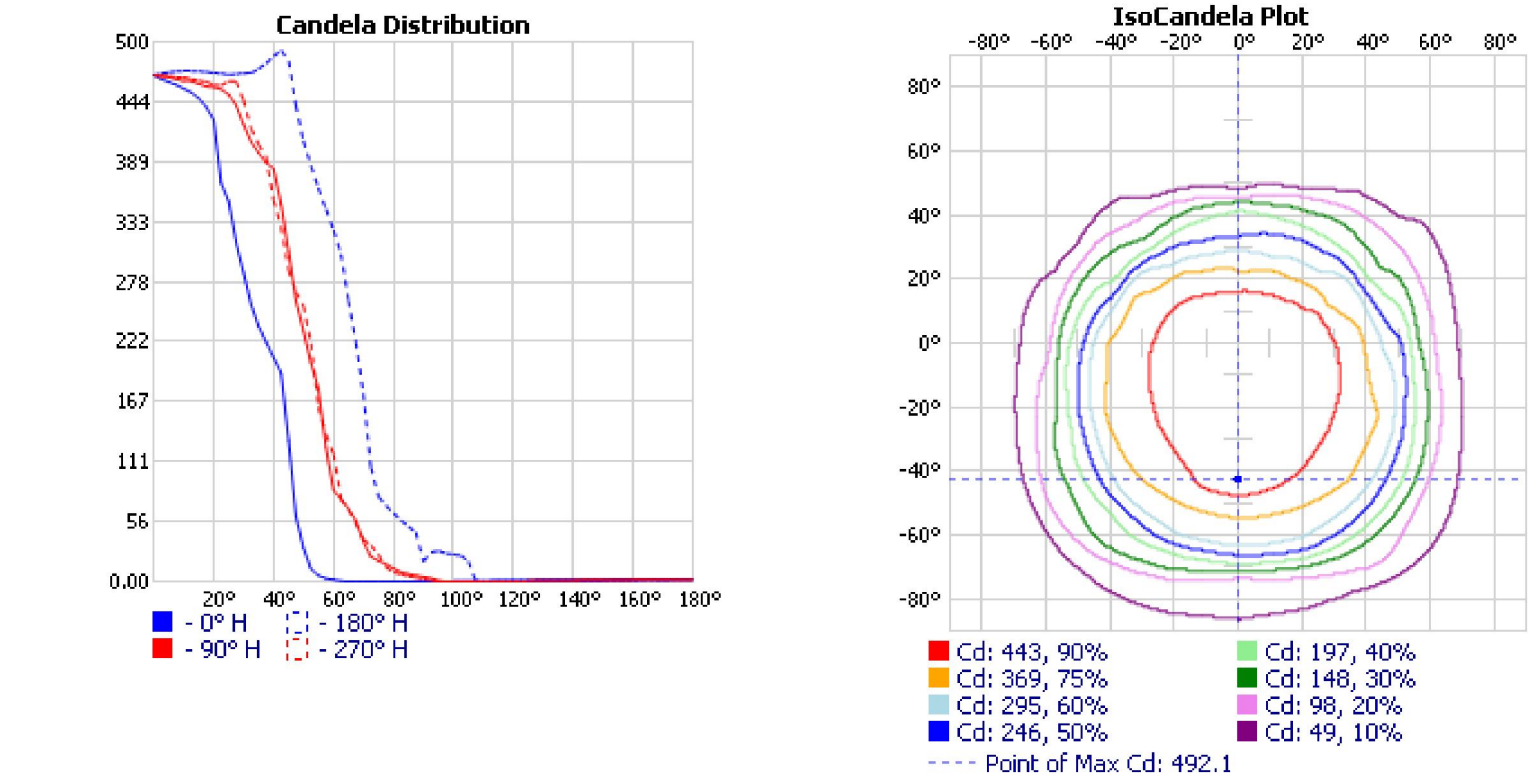 Candela Distribution
500
444
389
333
278
222
167
111
56
0.00
20° 40° 60° 80° 100° 120° 140° 160° 180°
- 0° H - 180° H
- 90° H - 270° H
IsoCandela Plot
-80° -60° -40° -20° 0° 20° 40° 60° 80°
80°
60°
40°
20°
0°
-20°
-40°
-60°
-80°
Cd: 443, 90% Cd: 197, 40%
Cd: 369, 75% Cd: 148, 30%
Cd: 295, 60% Cd: 98, 20%
Cd: 246, 50% Cd: 49, 10%
Point of Max Cd: 492.1